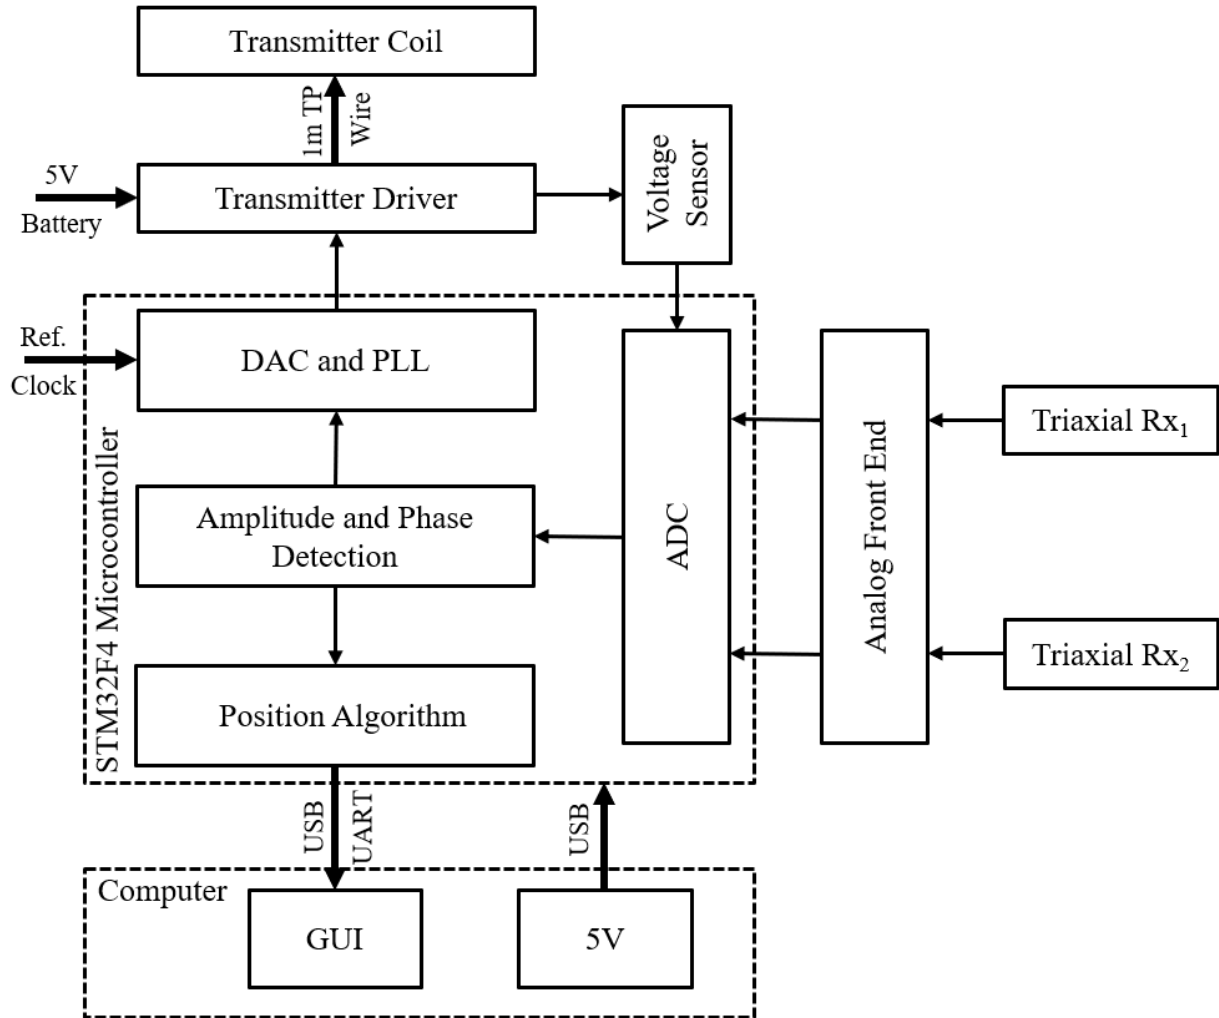 Transmitter Coil
1m TP
Wire
5V
Battery
Transmitter Driver
Voltage
Sensor
Ref.
Clock
DAC and PLL
STM32F4 Microcontroller
Amplitude and Phase
Detection
ADC
Analog Front End
Triaxial Rx₁
Triaxial Rx₂
Position Algorithm
USB
UART
USB
Computer
GUI
5V